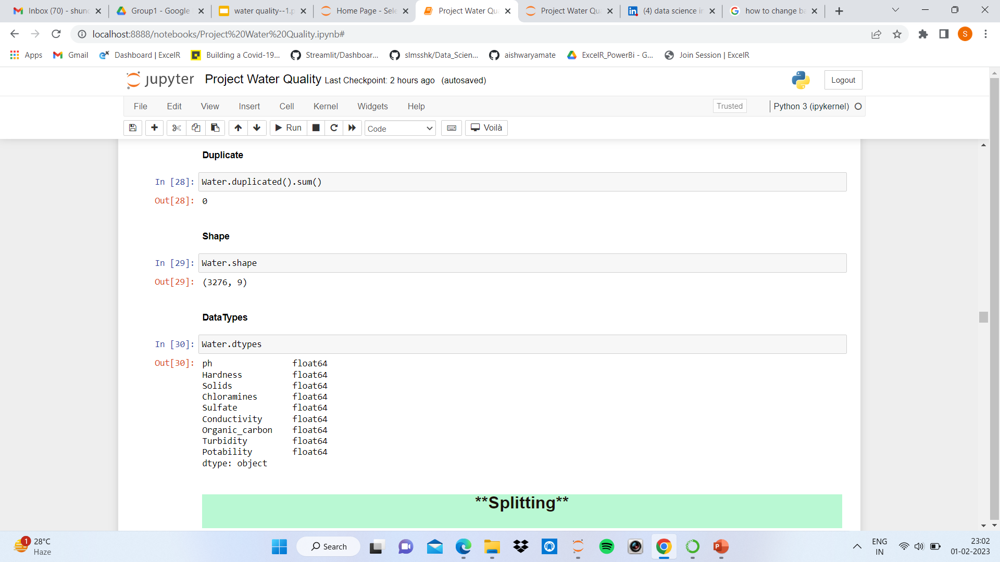 Inbox (70) - shun
Group1 - Google
water quality--1.p
Home Page - Sele
Project Water Qu
Project Water Qu
(4) data science in
how to change ba
localhost:8888/notebooks/Project%20Water%20Quality.ipynb#
S
Apps
Gmail
Dashboard | ExcelR
Building a Covid-19...
Streamlit/Dashboar...
slmsshk/Data_Scien...
aishwaryamate
ExcelR_PowerBi - G...
Join Session | ExcelR
jupyter Project Water Quality Last Checkpoint: 2 hours ago (autosaved)
Logout
File Edit View Insert Cell Kernel Widgets Help
Trusted
Python 3 (ipykernel)
Run
Code
Voilà
Duplicate
In [28]: Water.duplicated().sum()
Out[28]: 0
Shape
In [29]: Water.shape
Out[29]: (3276, 9)
DataTypes
In [30]: Water.dtypes
Out[30]: ph float64
Hardness float64
Solids float64
Chloramines float64
Sulfate float64
Conductivity float64
Organic_carbon float64
Turbidity float64
Potability float64
dtype: object
**Splitting**
1
28°C
Haze
Search
ENG
IN
23:02
01-02-2023